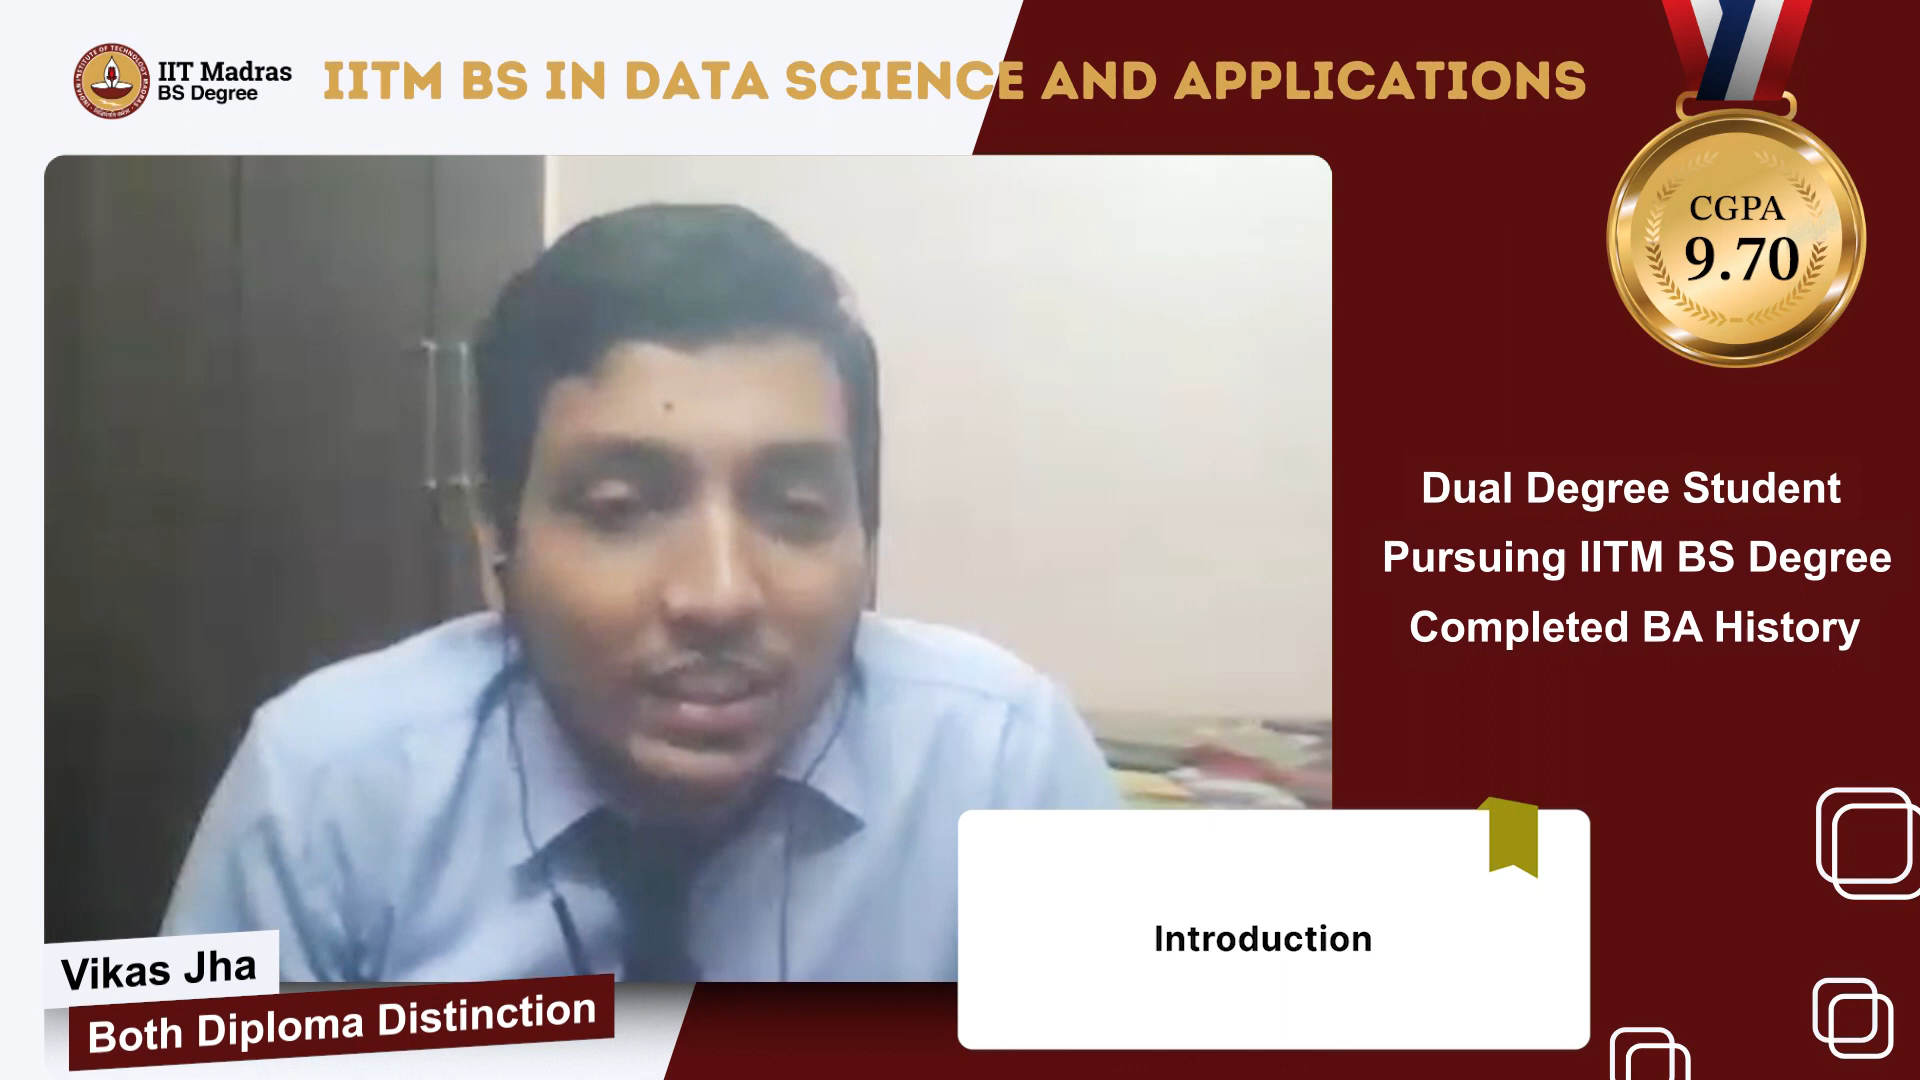 IIT Madras
BS Degree
IITM BS IN DATA SCIENCE AND APPLICATIONS
CGPA
9.70
Dual Degree Student
Pursuing IITM BS Degree
Completed BA History
Introduction
Vikas Jha
Both Diploma Distinction